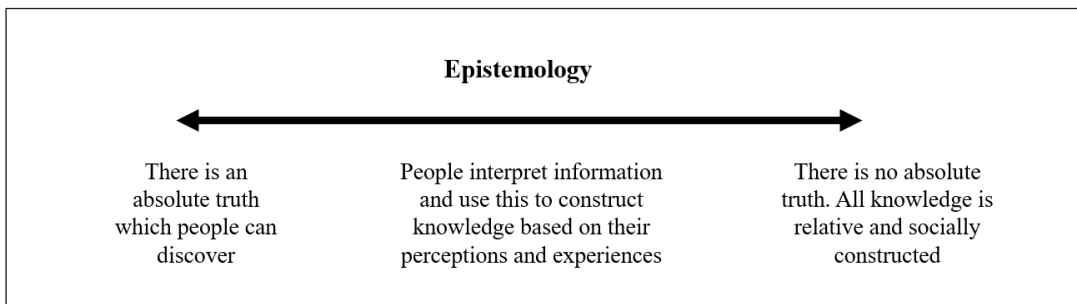 Epistemology
There is an
absolute truth
which people can
discover
People interpret information
and use this to construct
knowledge based on their
perceptions and experiences
There is no absolute
truth. All knowledge is
relative and socially
constructed